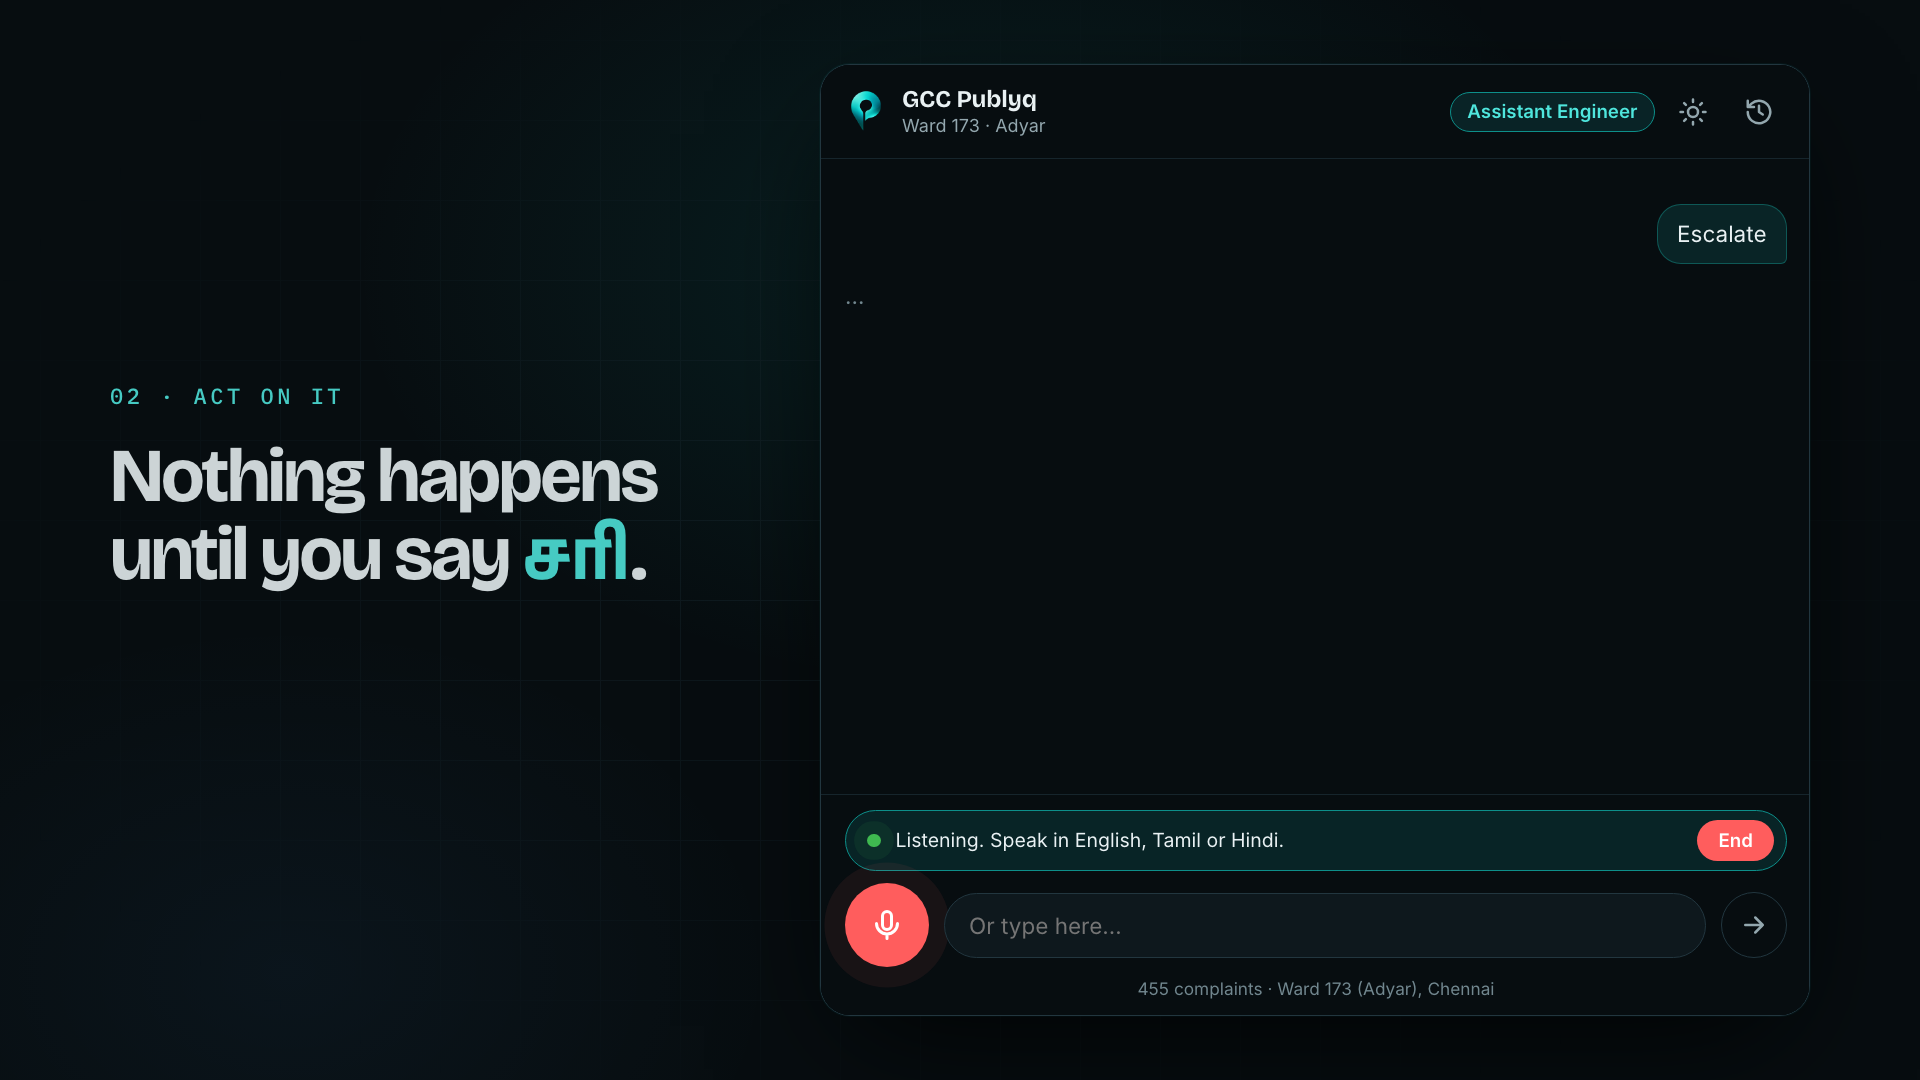 02 · ACT ON IT
Nothing happens
until you say சரி.
GCC Publyq
Ward 173 · Adyar
Assistant Engineer
Escalate
...
Listening. Speak in English, Tamil or Hindi.
End
Or type here...
455 complaints · Ward 173 (Adyar), Chennai